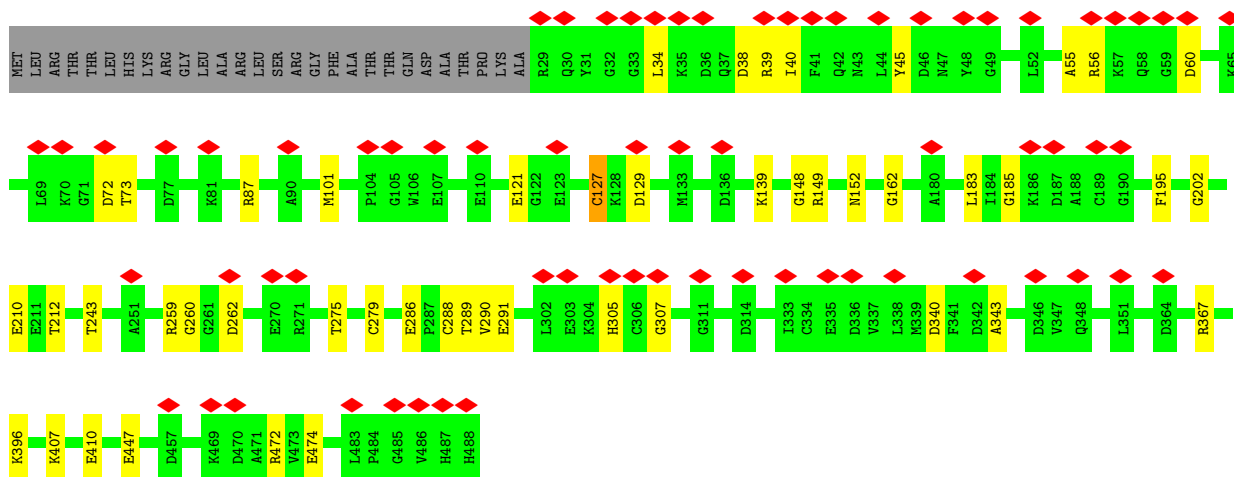 MET LEU ARG THR THR LEU HIS LYS ARG GLY LEU ALA ARG LEU SER ARG GLY PHE ALA THR THR GLN ASP ALA THR PRO LYS ALA R29 Q30 Y31 G32 G33 L34 K35 D36 Q37 D38 R39 I40 F41 Q42 N43 L44 Y45 D46 N47 Y48 G49 L52 A55 R56 K57 Q58 G59 D60 K65
L69 K70 G71 D72 T73 D77 K81 R87 A90 M101 P104 G105 W106 E107 E110 E121 G122 E123 C127 K128 D129 M133 D136 K139 G148 R149 N152 G162 A180 L183 I184 G185 K186 D187 A188 C189 G190 F195 G202
E210 E211 T212 T243 A251 R259 G260 G261 D262 E270 R271 T275 C279 E286 P287 C288 T289 V290 E291 L302 E303 K304 H305 C306 G307 G311 D314 I333 C334 E335 D336 V337 L338 M339 D340 F341 D342 A343 D346 V347 Q348 L351 D364 R367
K396 K407 E410 E447 D457 K469 D470 A471 R472 V473 E474 L483 P484 G485 V486 H487 H488